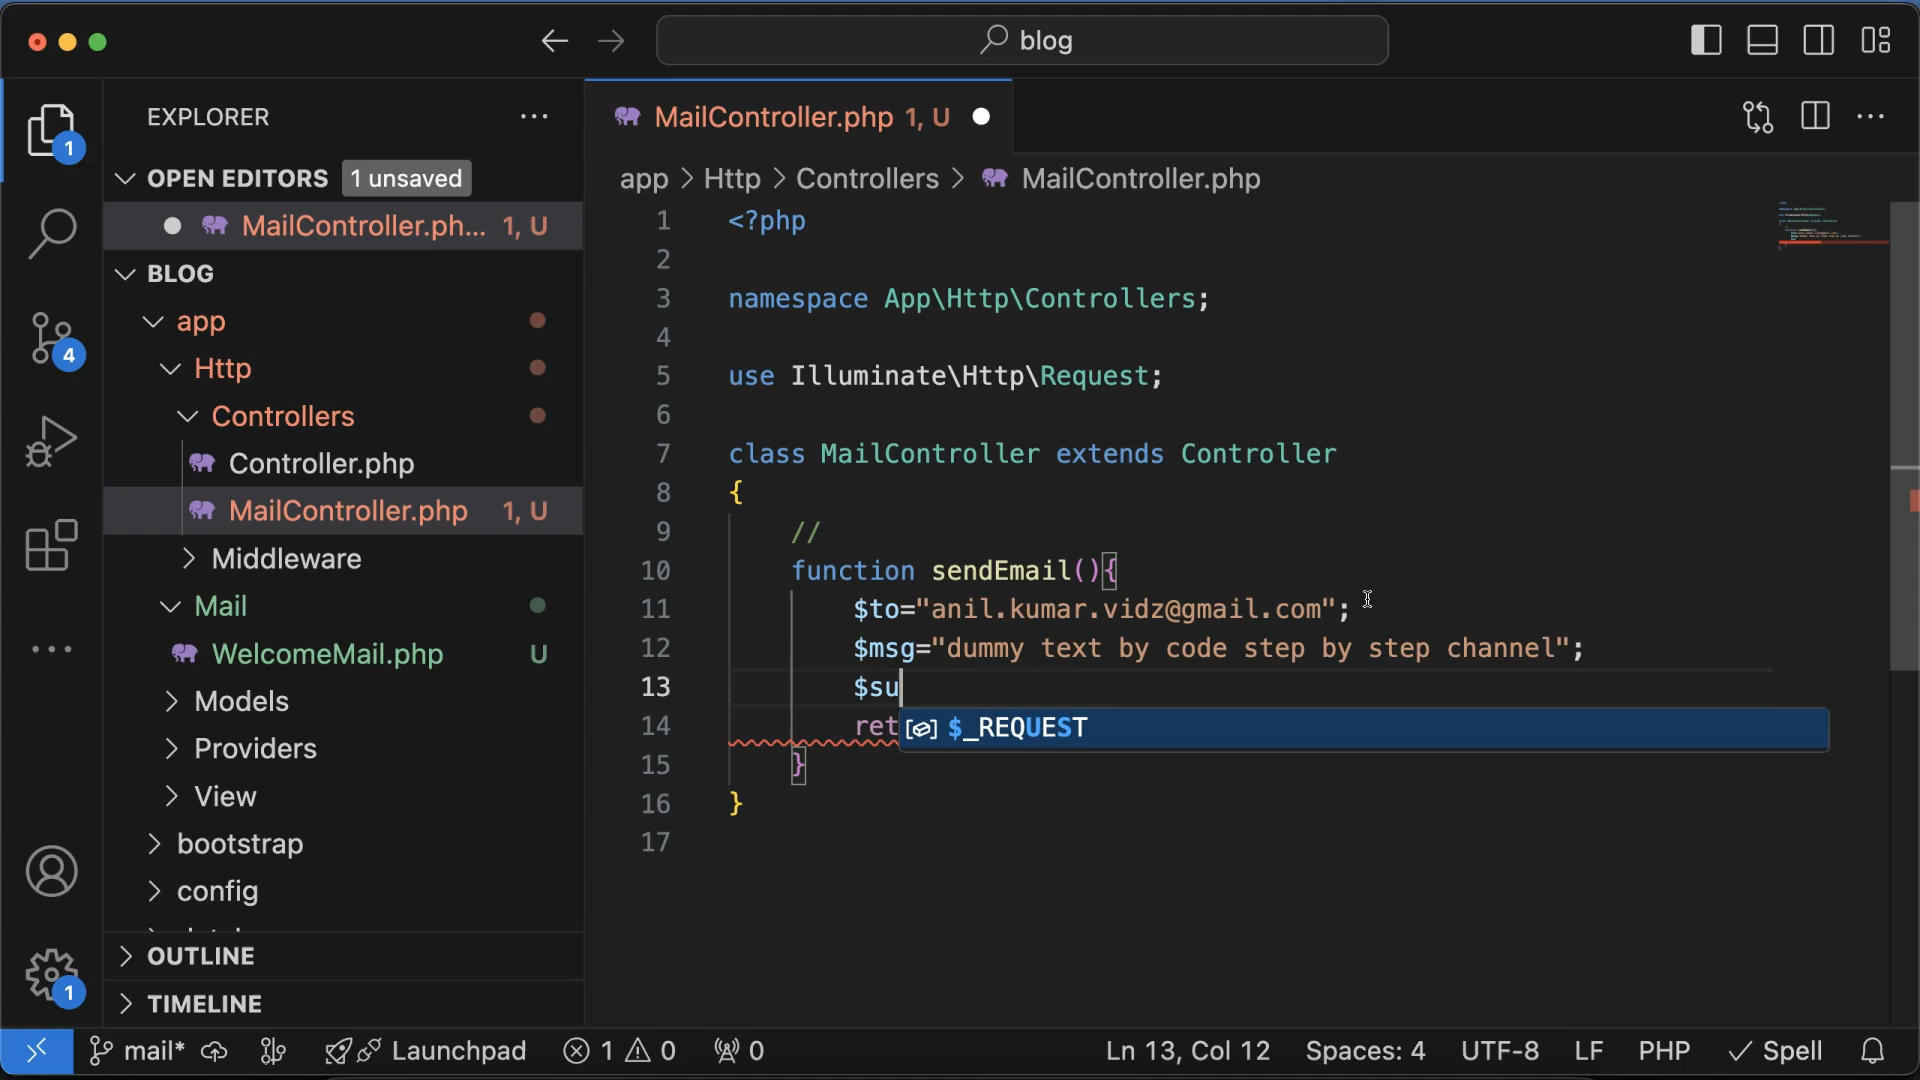 blog
EXPLORER
OPEN EDITORS 1 unsaved
MailController.ph... 1, U
BLOG
app
Http
Controllers
Controller.php
MailController.php 1, U
Middleware
Mail
WelcomeMail.php U
Models
Providers
View
bootstrap
config
OUTLINE
TIMELINE
1
4
1
MailController.php 1, U
app > Http > Controllers > MailController.php
1 <?php
2
3 namespace App\Http\Controllers;
4
5 use Illuminate\Http\Request;
6
7 class MailController extends Controller
8 {
9 //
10 function sendEmail(){
11 $to="anil.kumar.vidz@gmail.com";
12 $msg="dummy text by code step by step channel";
13 $su
14 ret $_REQUEST
15 }
16 }
17
mail* Launchpad 1 0 0 Ln 13, Col 12 Spaces: 4 UTF-8 LF PHP Spell